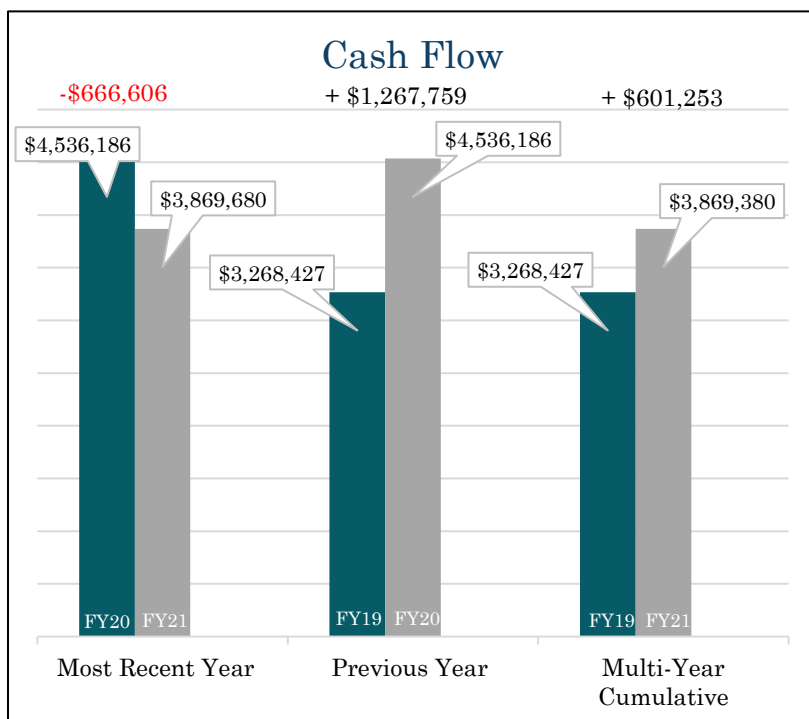 Cash Flow
-$666,606
+ $1,267,759
+ $601,253
$4,536,186
$3,869,680
$4,536,186
$3,268,427
$3,869,380
$3,268,427
FY20
FY21
FY19
FY20
FY19
FY21
Most Recent Year
Previous Year
Multi-Year
Cumulative